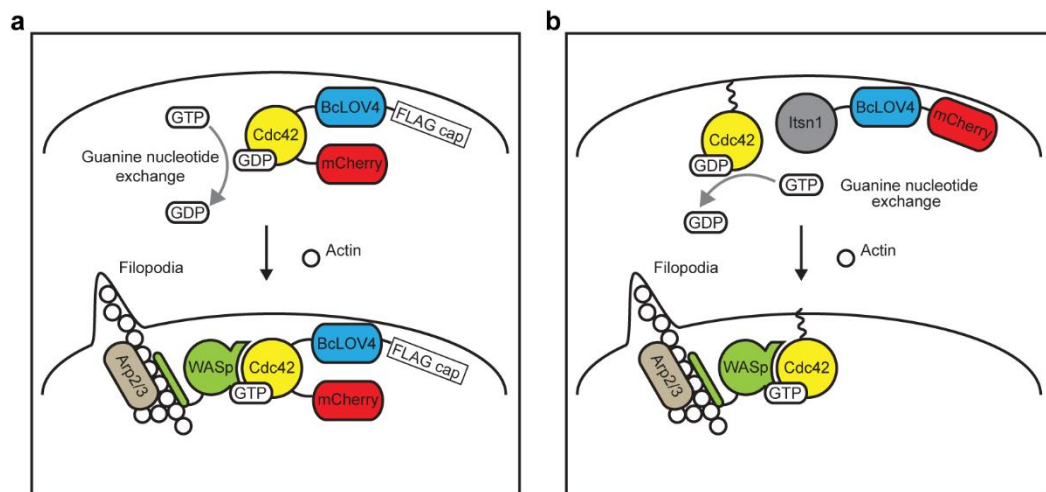 a
BcLOV4
FLAG cap
GTP
Cdc42
GDP
mCherry
Guanine nucleotide
exchange
GDP
Actin
Filopodia
BcLOV4
FLAG cap
WASp
Cdc42
Arp2/3
GTP
mCherry
b
BcLOV4
Itsn1
mCherry
Cdc42
GDP
GTP
Guanine nucleotide
exchange
GDP
Actin
Filopodia
WASp
Cdc42
Arp2/3
GTP